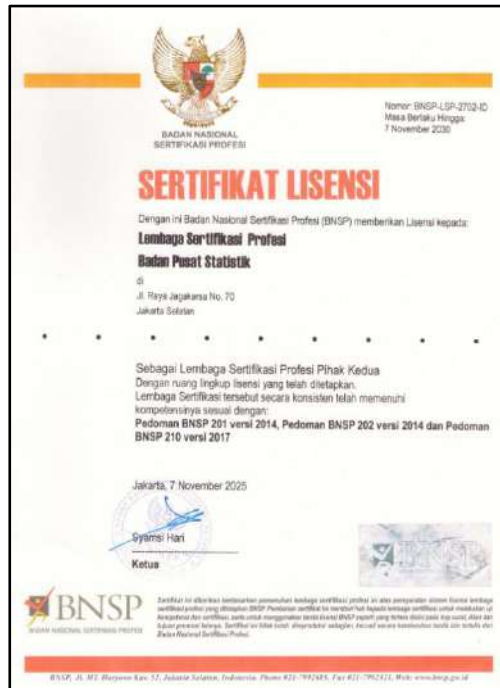 BADAN NASIONAL
SERTIFIKASI PROFESI
Nomor: BNSP-LSP-2702-ID
Masa Berlaku Hingga:
7 November 2030
SERTIFIKAT LISENSI
Dengan ini Badan Nasional Sertifikasi Profesi (BNSP) memberikan Lisensi kepada:
Lembaga Sertifikasi Profesi
Badan Pusat Statistik
di
Jl. Raya Jagakarsa No. 70
Jakarta Selatan
Sebagai Lembaga Sertifikasi Profesi Pihak Kedua
Dengan ruang lingkup lisensi yang telah ditetapkan.
Lembaga Sertifikasi tersebut secara konsisten telah memenuhi
kompetensinya sesuai dengan:
Pedoman BNSP 201 versi 2014, Pedoman BNSP 202 versi 2014 dan Pedoman
BNSP 210 versi 2017
Jakarta, 7 November 2025
Syamsi Hari
Ketua
BNSP
BNSP
BADAN NASIONAL SERTIFIKASI PROFESI